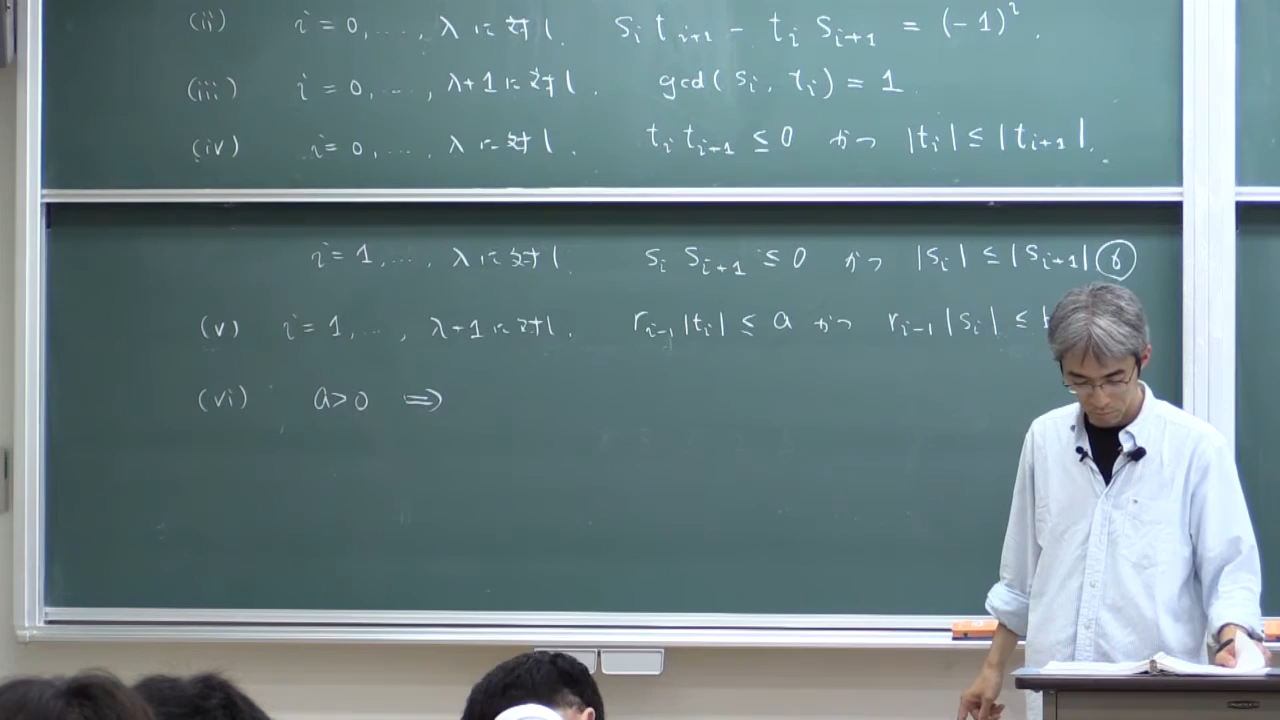 (ii) i = 0, ..., λ に対し. s_i t_{i+1} - t_i s_{i+1} = (-1)^i.
(iii) i = 0, ..., λ+1 に対し. gcd(s_i, t_i) = 1
(iv) i = 0, ..., λ に対し. t_i t_{i+1} ≤ 0 かつ |t_i| ≤ |t_{i+1}|.
i = 1, ..., λ に対し. s_i s_{i+1} ≤ 0 かつ |s_i| ≤ |s_{i+1}| ⑥
(v) i = 1, ..., λ+1 に対し. r_{i-1}|t_i| ≤ a かつ r_{i-1}|s_i| ≤
(vi) a > 0 ⇒